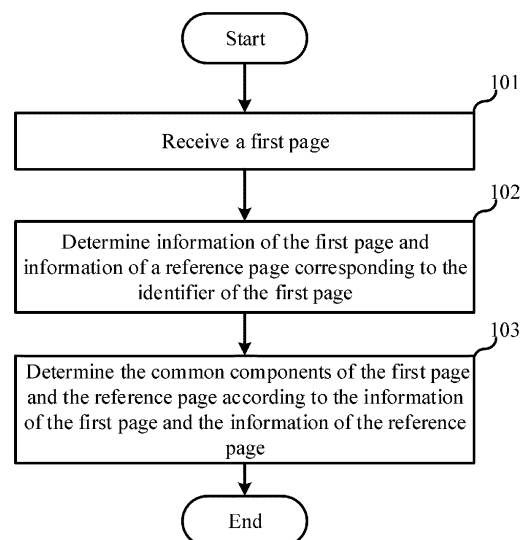 Start
101
Receive a first page
102
Determine information of the first page and
information of a reference page corresponding to the
identifier of the first page
103
Determine the common components of the first page
and the reference page according to the information
of the first page and the information of the reference
page
End